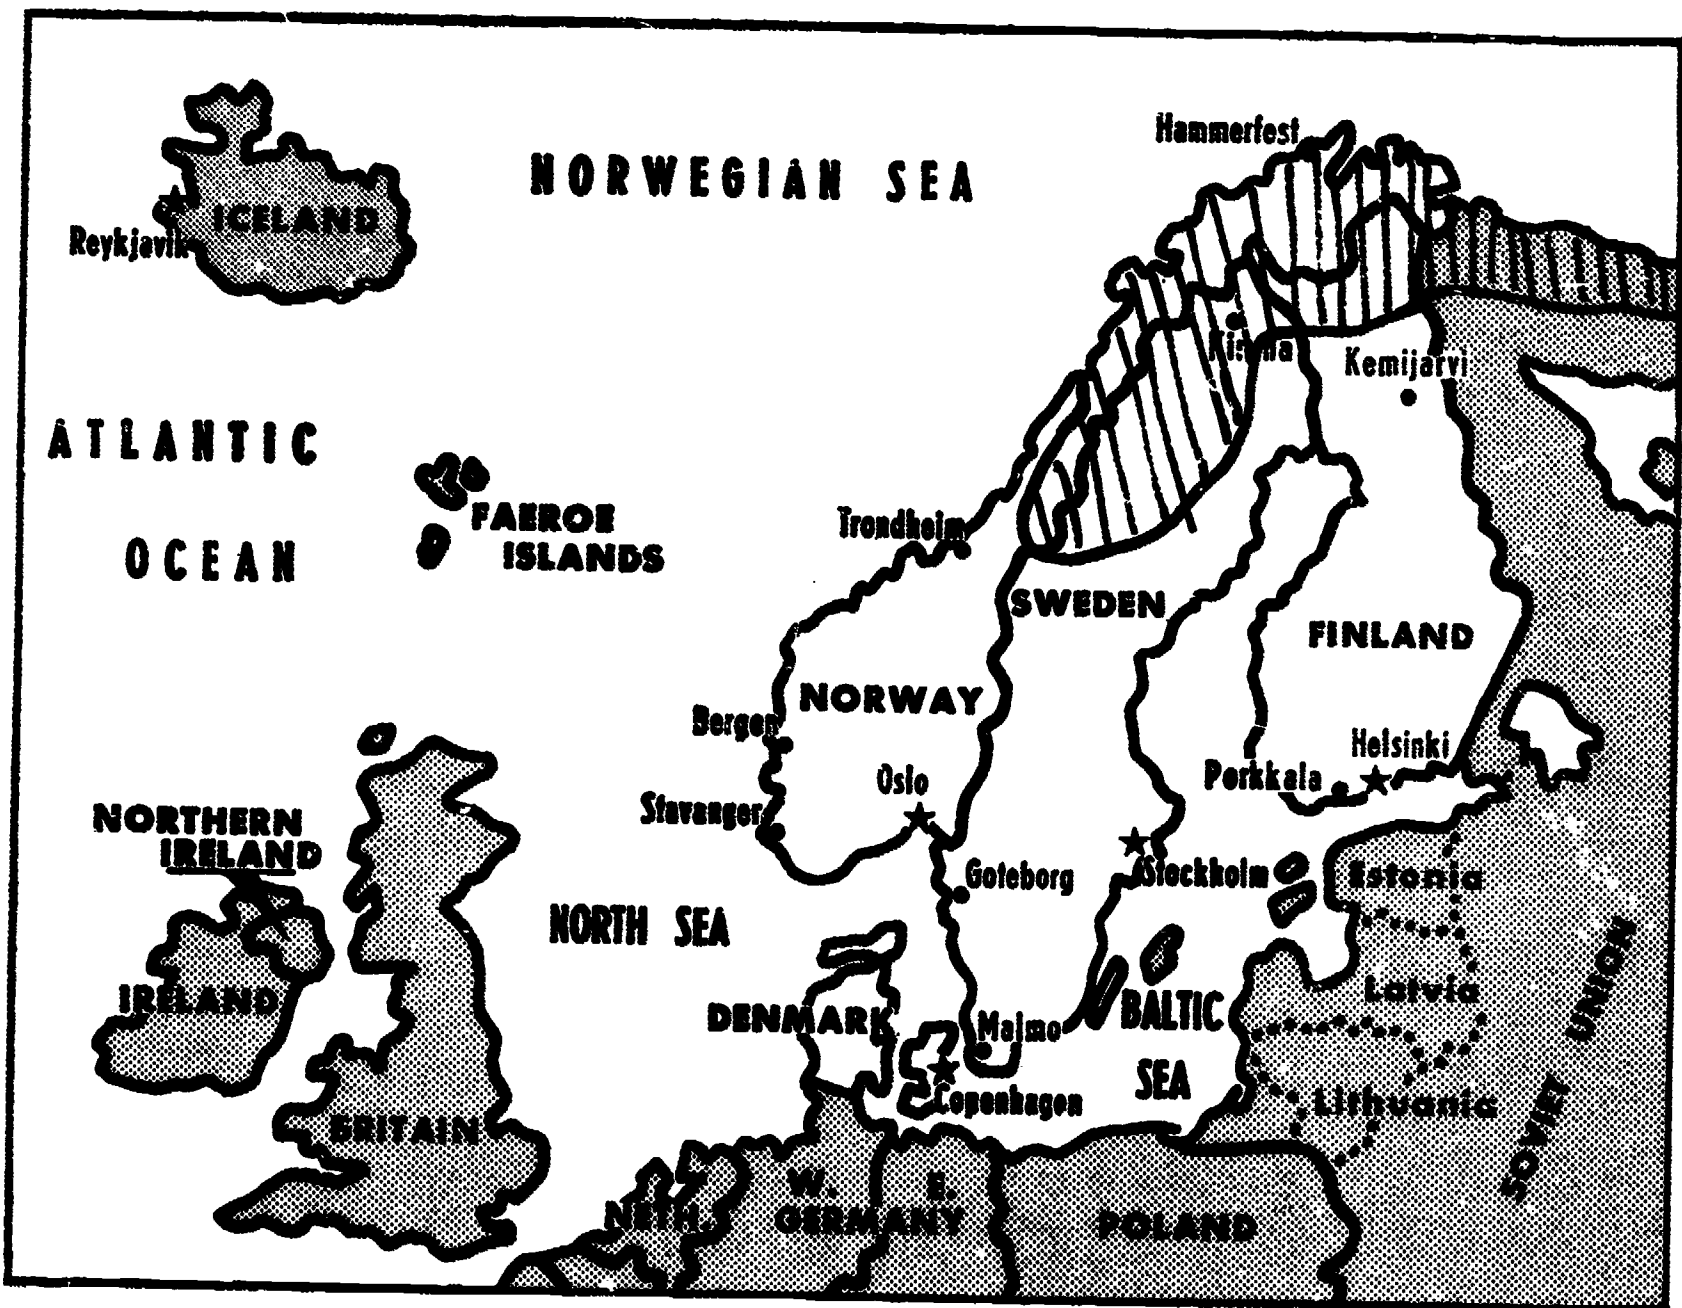 Hammerfest
NORWEGIAN SEA
ICELAND
Reykjavik
Kemijarvi
ATLANTIC
OCEAN
FAEROE
ISLANDS
Trondheim
SWEDEN
FINLAND
NORWAY
Bergen
Helsinki
Oslo
Porkkala
Stavanger
NORTHERN
IRELAND
Goteborg
Stockholm
Estonia
NORTH SEA
SOVIET UNION
IRELAND
Latvia
DENMARK
Malmo
BALTIC
SEA
Copenhagen
Lithuania
BRITAIN
W.
E.
GERMANY
NETH.
POLAND